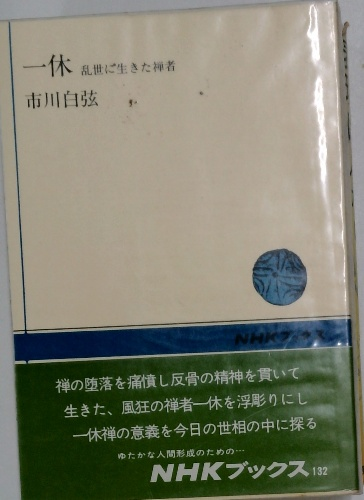 一休 乱世に生きた禅者
市川白弦
NHKブックス
禅の堕落を痛憤し反骨の精神を貫いて
生きた、風狂の禅者一休を浮彫りにし
一休禅の意義を今日の世相の中に探る
ゆたかな人間形成のための…
NHKブックス 132